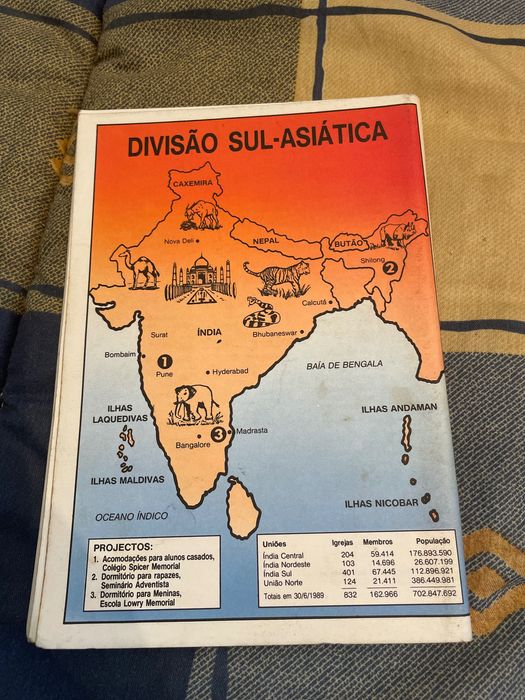 DIVISÃO SUL-ASIÁTICA
CAXEMIRA
Nova Deli
NEPAL
BUTÃO
Shilong
2
Calcutá
Surat
ÍNDIA
Bhubaneswar
Bombaim
1
Pune
Hyderabad
BAÍA DE BENGALA
ILHAS
LAQUEDIVAS
ILHAS ANDAMAN
3
Madrasta
Bangalore
ILHAS MALDIVAS
ILHAS NICOBAR
OCEANO ÍNDICO
PROJECTOS:
1. Acomodações para alunos casados,
Colégio Spicer Memorial
2. Dormitório para rapazes,
Seminário Adventista
3. Dormitório para Meninas,
Escola Lowry Memorial
Uniões Igrejas Membros População
Índia Central 204 59.414 176.893.590
Índia Nordeste 103 14.696 26.607.199
Índia Sul 401 67.445 112.896.921
União Norte 124 21.411 386.449.981
Totais em 30/6/1989 832 162.966 702.847.692